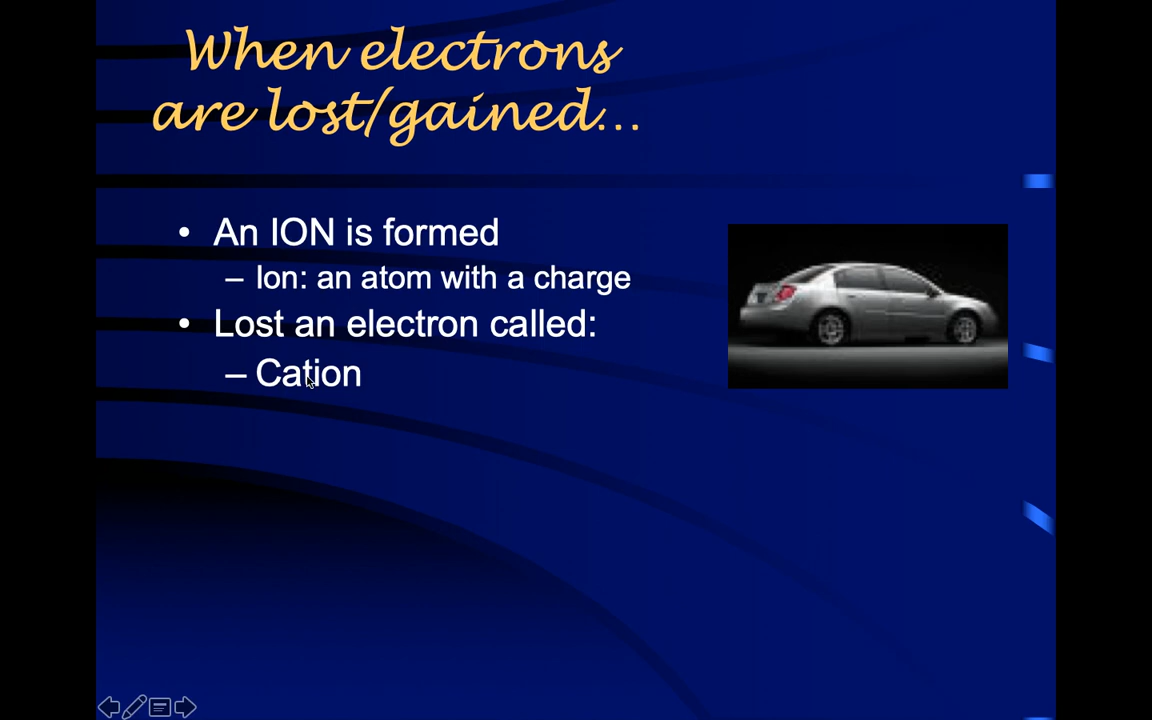 When electrons
are lost/gained…
• An ION is formed
– Ion: an atom with a charge
• Lost an electron called:
– Cation